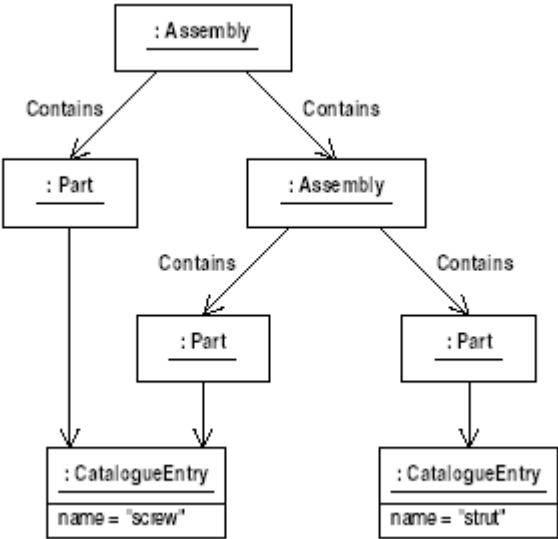 : Assembly
Contains
Contains
: Part
: Assembly
Contains
Contains
: Part
: Part
: CatalogueEntry
: CatalogueEntry
name = "screw"
name = "strut"